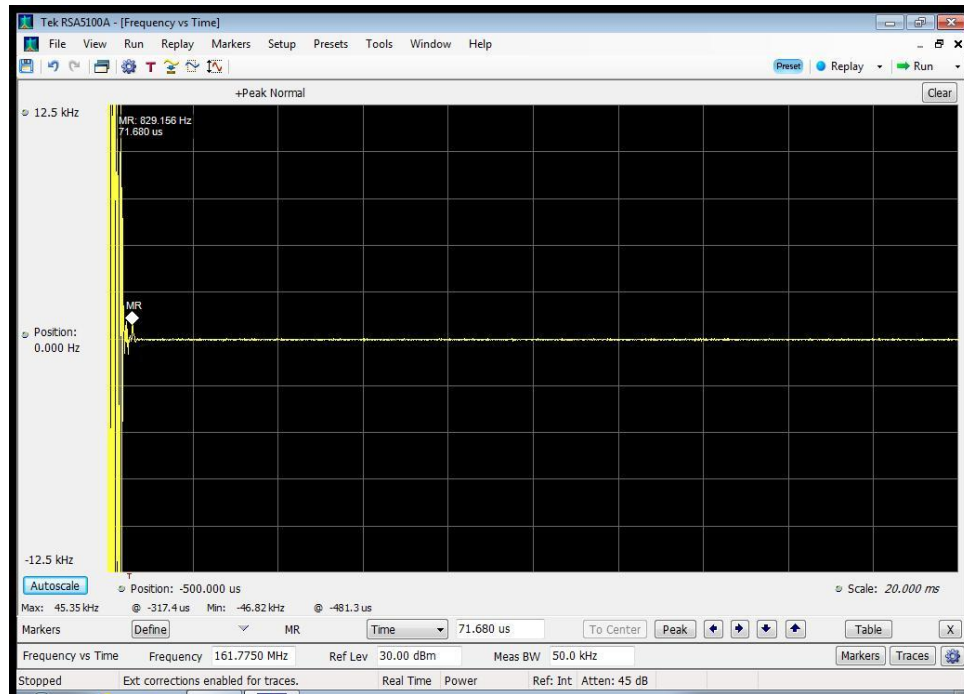 Tek RSA5100A - [Frequency vs Time]
File View Run Replay Markers Setup Presets Tools Window Help
T Preset Replay Run
+Peak Normal Clear
12.5 kHz
MR: 829.156 Hz
71.680 us
MR
Position:
0.000 Hz
-12.5 kHz
T
Autoscale Position: -500.000 us Scale: 20.000 ms
Max: 45.35 kHz @ -317.4 us Min: -46.82 kHz @ -481.3 us
Markers Define MR Time 71.680 us To Center Peak Table X
Frequency vs Time Frequency 161.7750 MHz Ref Lev 30.00 dBm Meas BW 50.0 kHz Markers Traces
Stopped Ext corrections enabled for traces. Real Time Power Ref: Int Atten: 45 dB